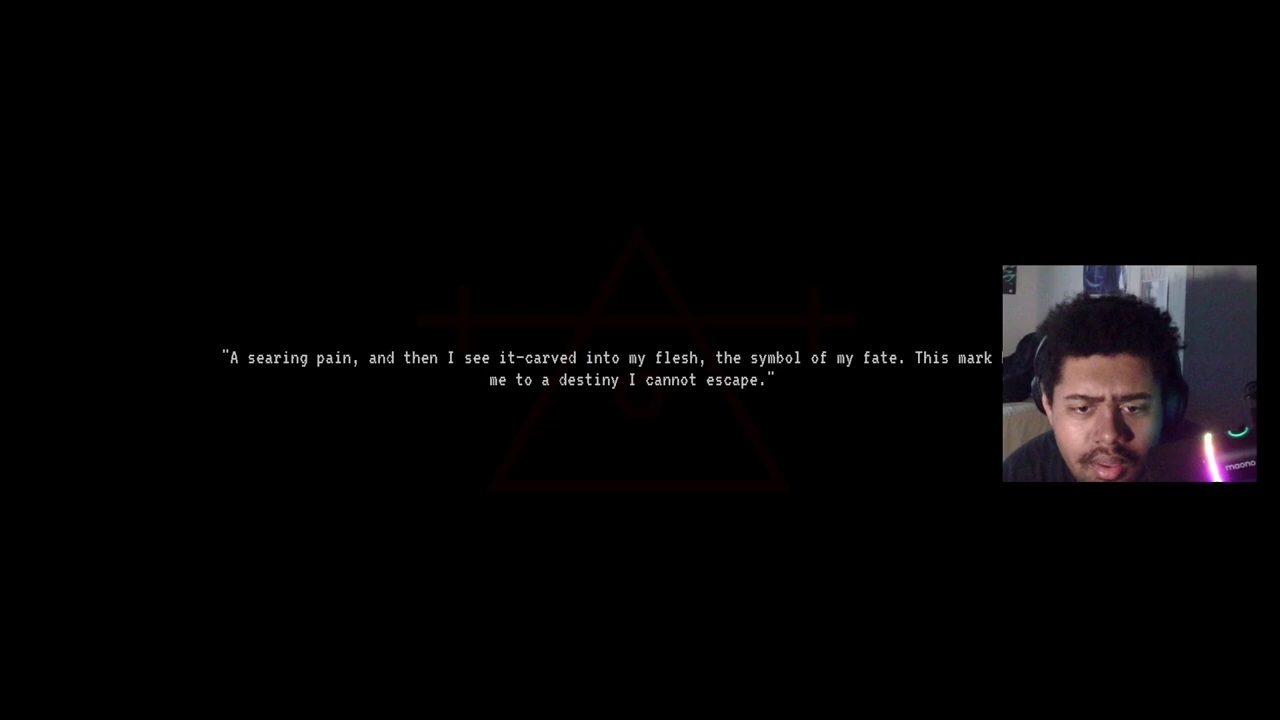 "A searing pain, and then I see it-carved into my flesh, the symbol of my fate. This mark
me to a destiny I cannot escape."
maono